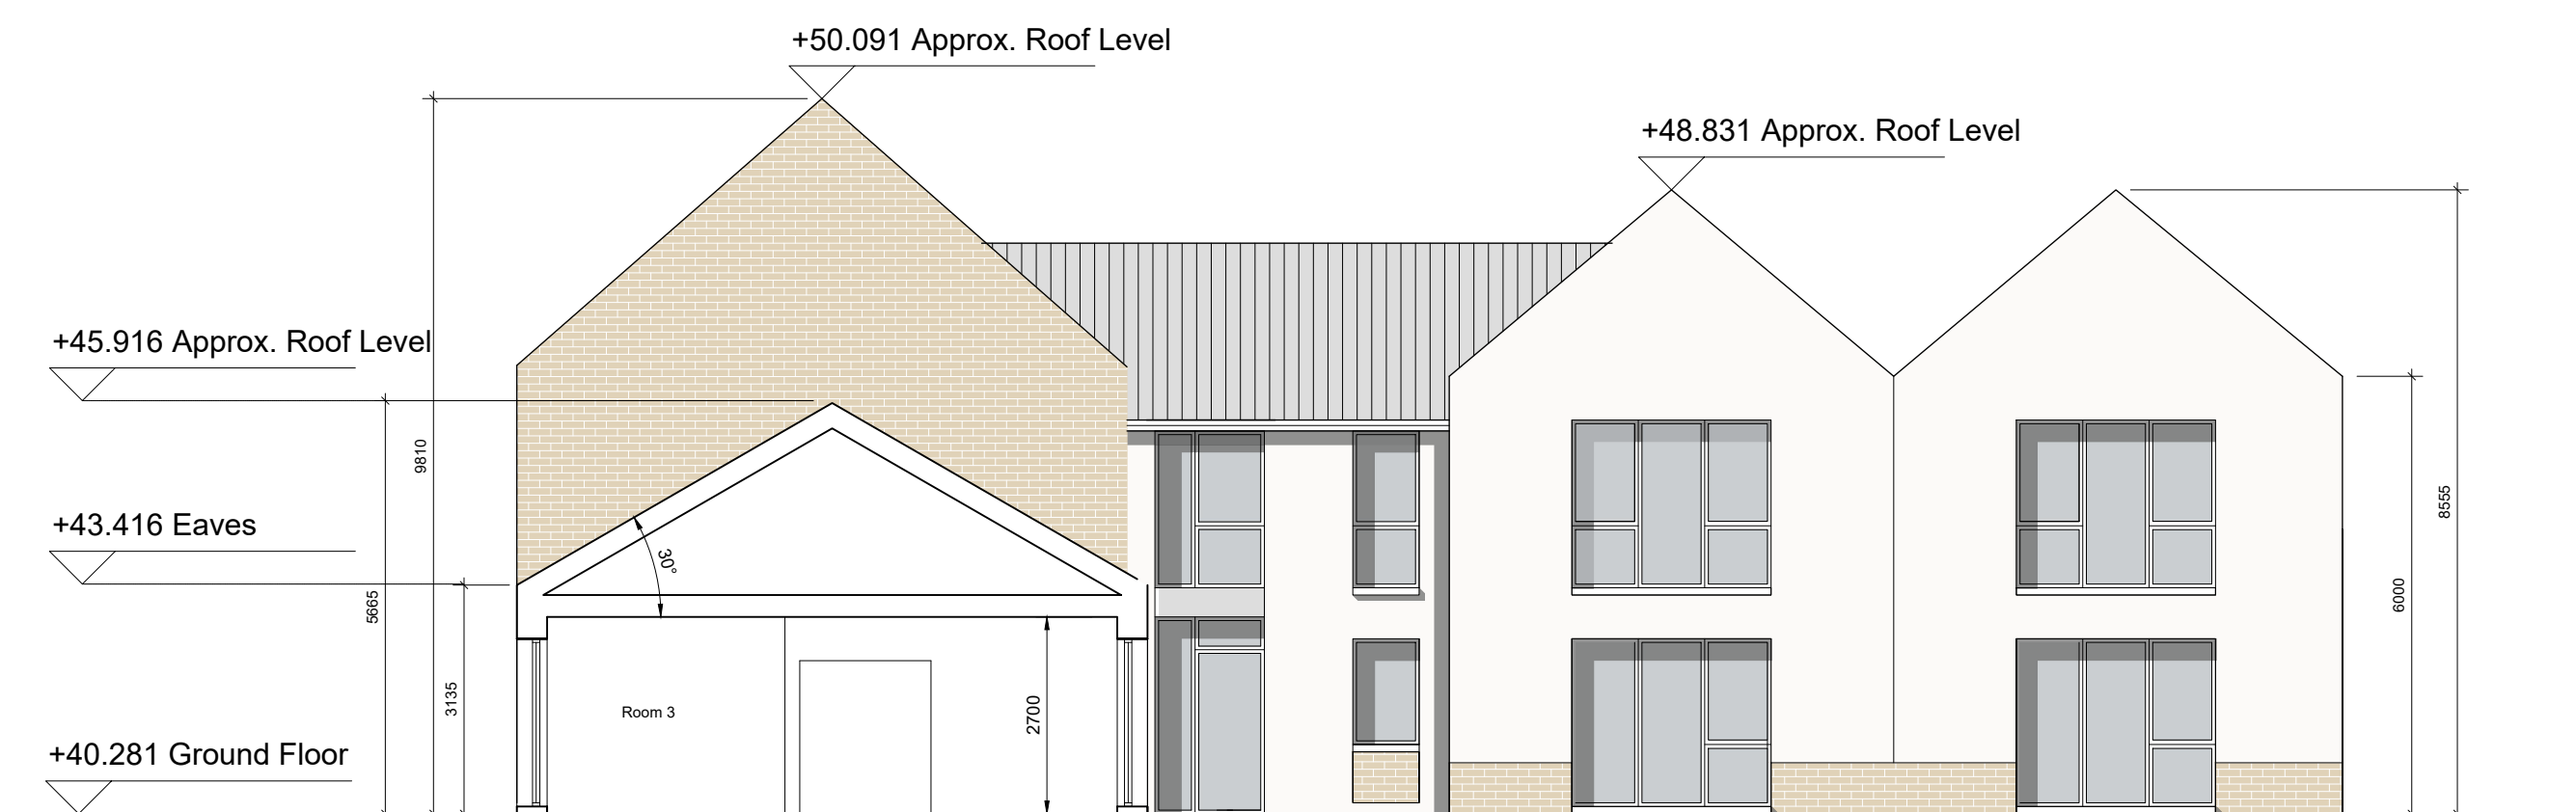 +50.091 Approx. Roof Level
+48.831 Approx. Roof Level
+45.916 Approx. Roof Level
9810
+43.416 Eaves
8555
30°
5665
6000
3135
Room 3
2700
+40.281 Ground Floor